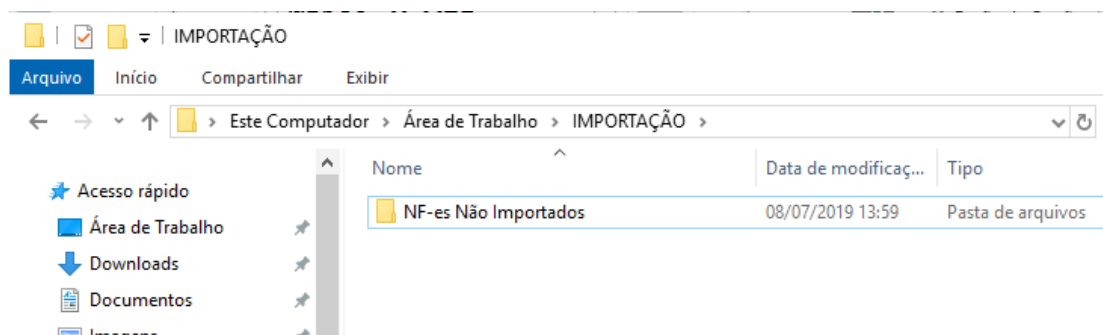 IMPORTAÇÃO
Arquivo Início Compartilhar Exibir
Este Computador > Área de Trabalho > IMPORTAÇÃO >
Nome Data de modificaç... Tipo
Acesso rápido
NF-es Não Importados 08/07/2019 13:59 Pasta de arquivos
Área de Trabalho
Downloads
Documentos
Imagens